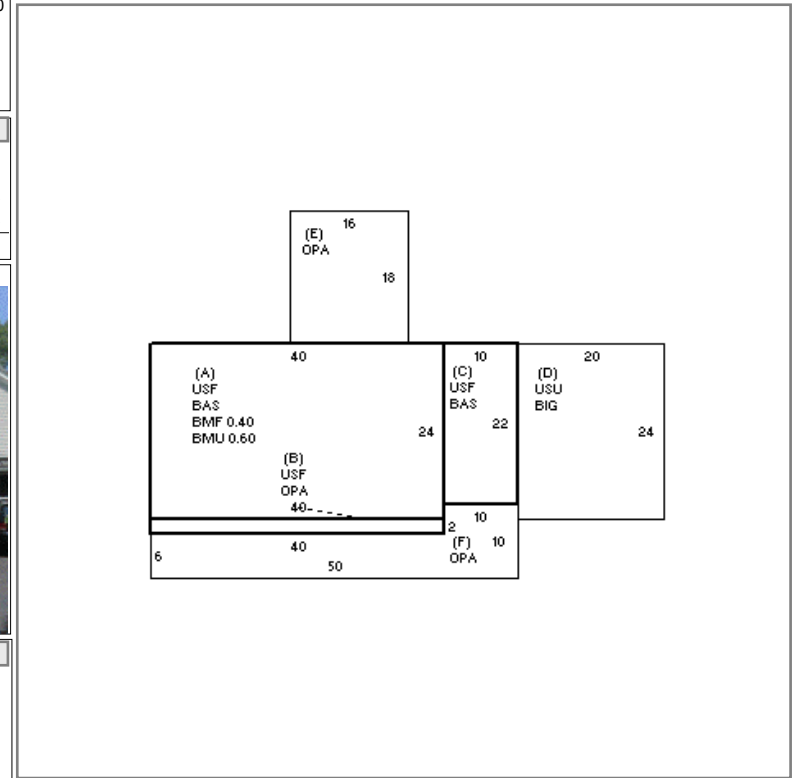 16
(E)
OPA
18
40
10
20
(A)
USF
BAS
BMF 0.40
BMU 0.60
(C)
USF
BAS
(D)
USU
BIG
22
24
24
(B)
USF
OPA
40
10
2
(F)
OPA
10
40
6
50